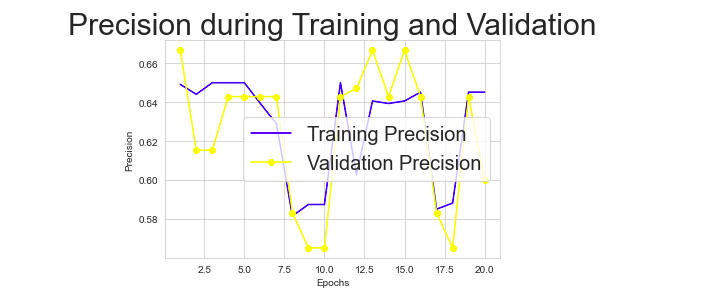 Precision during Training and Validation
0.66
0.64
0.62
0.60
0.58
Precision
Training Precision
Validation Precision
2.5 5.0 7.5 10.0 12.5 15.0 17.5 20.0
Epochs